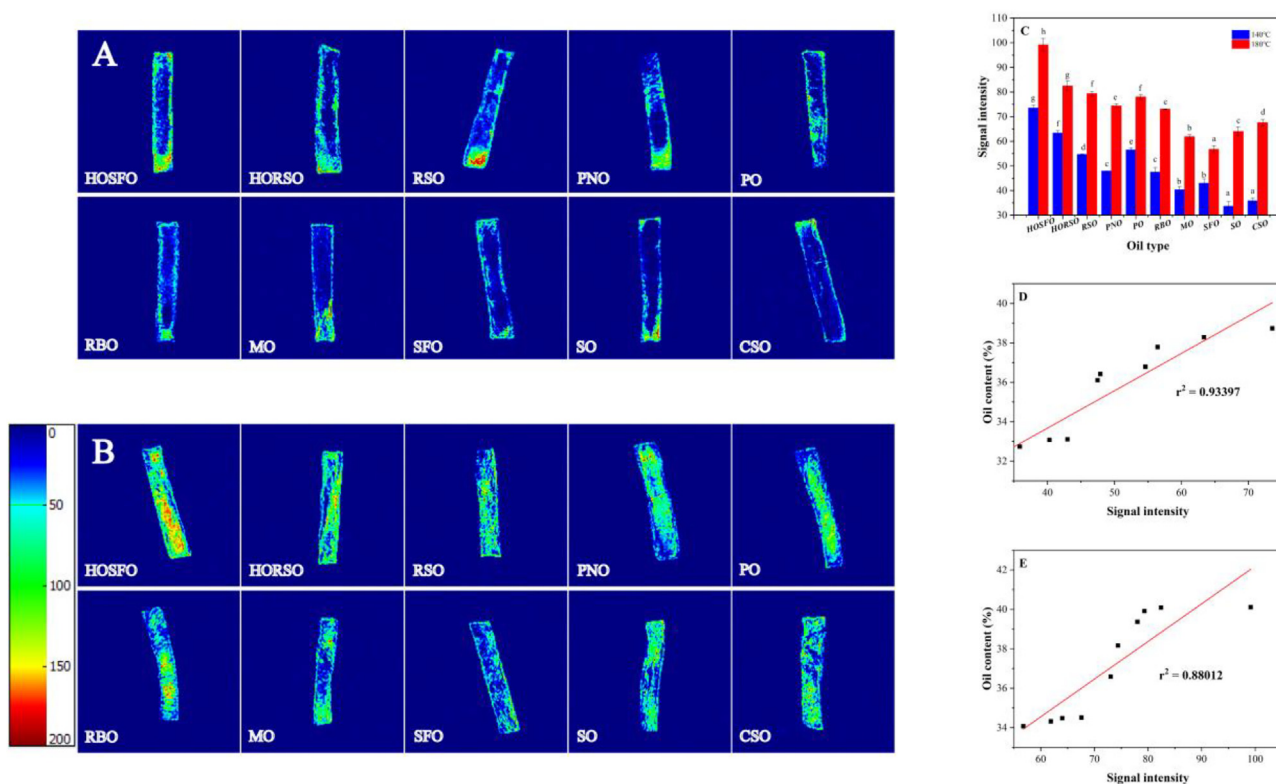 A
HOSFO
HORSO
RSO
PNO
PO
RBO
MO
SFO
SO
CSO
B
0
50
100
150
200
HOSFO
HORSO
RSO
PNO
PO
RBO
MO
SFO
SO
CSO
C
140°C
180°C
110
100
90
80
70
60
50
40
30
Signal intensity
g h
f g
d f
c e
e f
c e
b b
b a
a c
a d
HOSFO HORSO RSO PNO PO RBO MO SFO SO CSO
Oil type
D
40
38
36
34
32
Oil content (%)
r² = 0.93397
40 50 60 70
Signal intensity
E
42
40
38
36
34
Oil content (%)
r² = 0.88012
60 70 80 90 100
Signal intensity